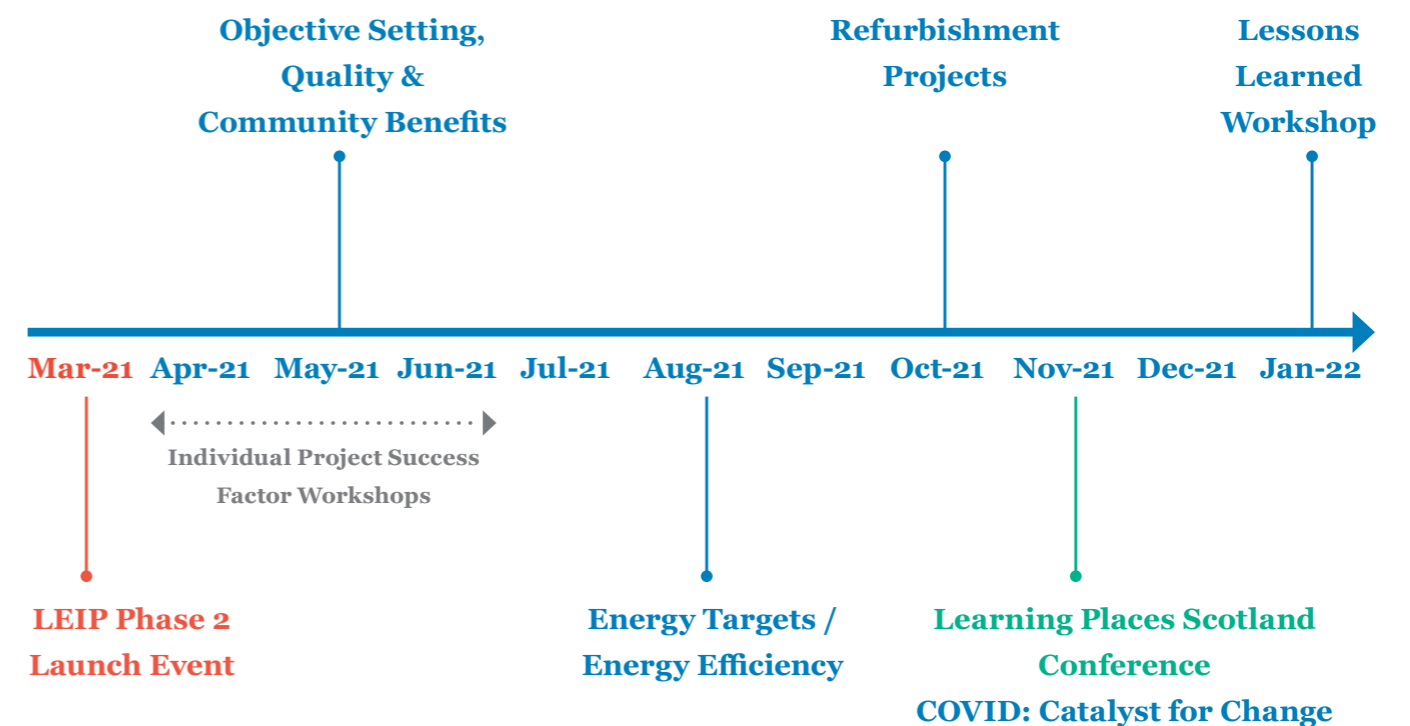 Objective Setting,
Quality &
Community Benefits
Refurbishment
Projects
Lessons
Learned
Workshop
Mar-21 Apr-21 May-21 Jun-21 Jul-21 Aug-21 Sep-21 Oct-21 Nov-21 Dec-21 Jan-22
Individual Project Success
Factor Workshops
LEIP Phase 2
Launch Event
Energy Targets /
Energy Efficiency
Learning Places Scotland
Conference
COVID: Catalyst for Change